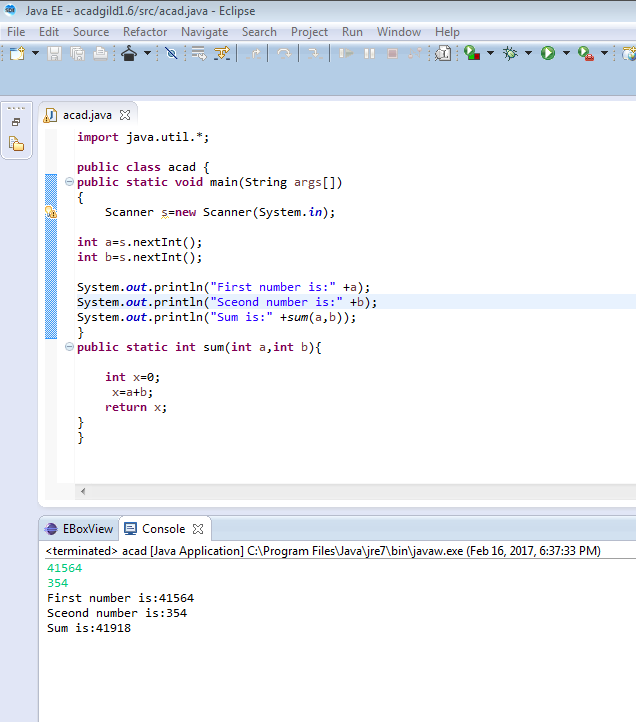 Java EE - acadgild1.6/src/acad.java - Eclipse
File Edit Source Refactor Navigate Search Project Run Window Help
acad.java
import java.util.*;
public class acad {
public static void main(String args[])
{
Scanner s=new Scanner(System.in);
int a=s.nextInt();
int b=s.nextInt();
System.out.println("First number is:" +a);
System.out.println("Sceond number is:" +b);
System.out.println("Sum is:" +sum(a,b));
}
public static int sum(int a,int b){
int x=0;
x=a+b;
return x;
}
}
EBoxView Console
<terminated> acad [Java Application] C:\Program Files\Java\jre7\bin\javaw.exe (Feb 16, 2017, 6:37:33 PM)
41564
354
First number is:41564
Sceond number is:354
Sum is:41918